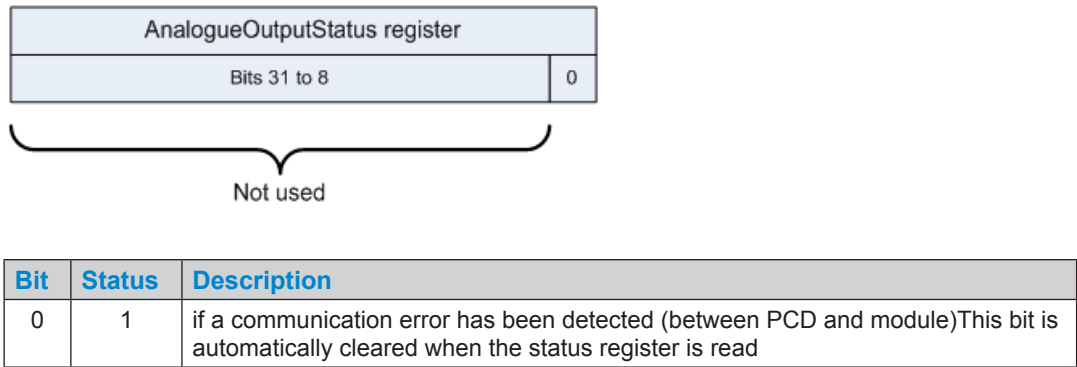 AnalogueOutputStatus register
Bits 31 to 8 0
Not used
Bit Status Description
0 1 if a communication error has been detected (between PCD and module)This bit is
automatically cleared when the status register is read